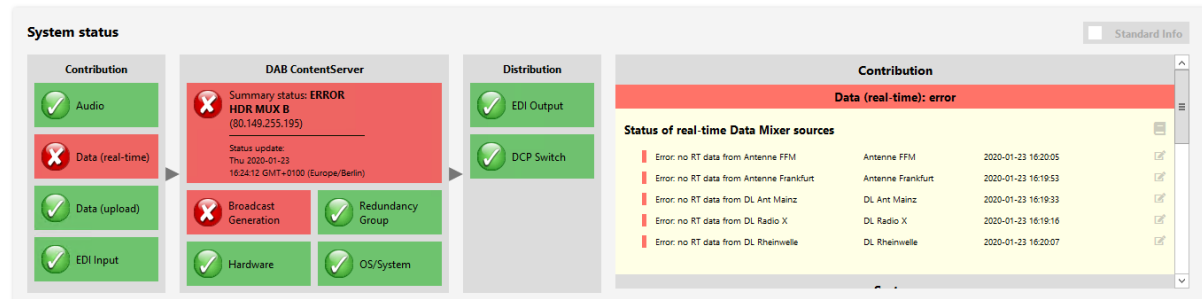 System status
Standard Info
Contribution
Audio
Data (real-time)
Data (upload)
EDI Input
DAB ContentServer
Summary status: ERROR
HDR MUX B
(80.149.255.195)
Status update:
Thu 2020-01-23
16:24:12 GMT+0100 (Europe/Berlin)
Broadcast
Generation
Redundancy
Group
Hardware
OS/System
Distribution
EDI Output
DCP Switch
Contribution
Data (real-time): error
Status of real-time Data Mixer sources
Error: no RT data from Antenne FFM Antenne FFM 2020-01-23 16:20:05
Error: no RT data from Antenne Frankfurt Antenne Frankfurt 2020-01-23 16:19:53
Error: no RT data from DL Ant Mainz DL Ant Mainz 2020-01-23 16:19:33
Error: no RT data from DL Radio X DL Radio X 2020-01-23 16:19:16
Error: no RT data from DL Rheinwelle DL Rheinwelle 2020-01-23 16:20:07